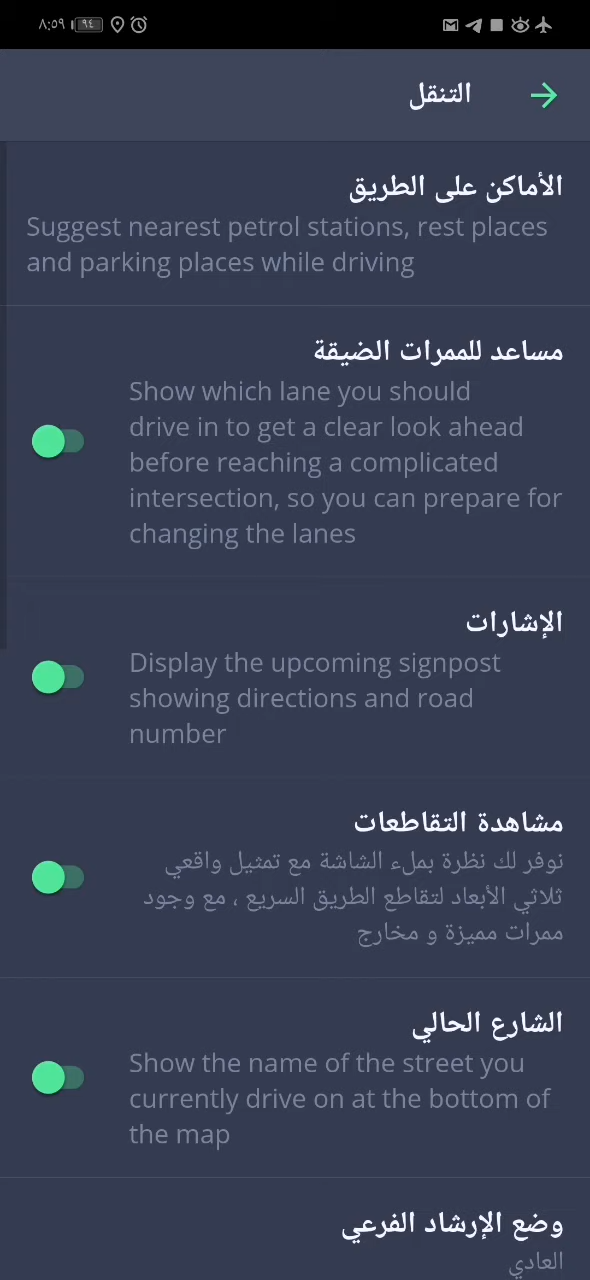 ٨:٥٩
٩٤
التنقل
الأماكن على الطريق
Suggest nearest petrol stations, rest places
and parking places while driving
مساعد للممرات الضيقة
Show which lane you should
drive in to get a clear look ahead
before reaching a complicated
intersection, so you can prepare for
changing the lanes
الإشارات
Display the upcoming signpost
showing directions and road
number
مشاهدة التقاطعات
نوفر لك نظرة بملء الشاشة مع تمثيل واقعي
ثلاثي الأبعاد لتقاطع الطريق السريع ، مع وجود
ممرات مميزة و مخارج
الشارع الحالي
Show the name of the street you
currently drive on at the bottom of
the map
وضع الإرشاد الفرعي
العادي